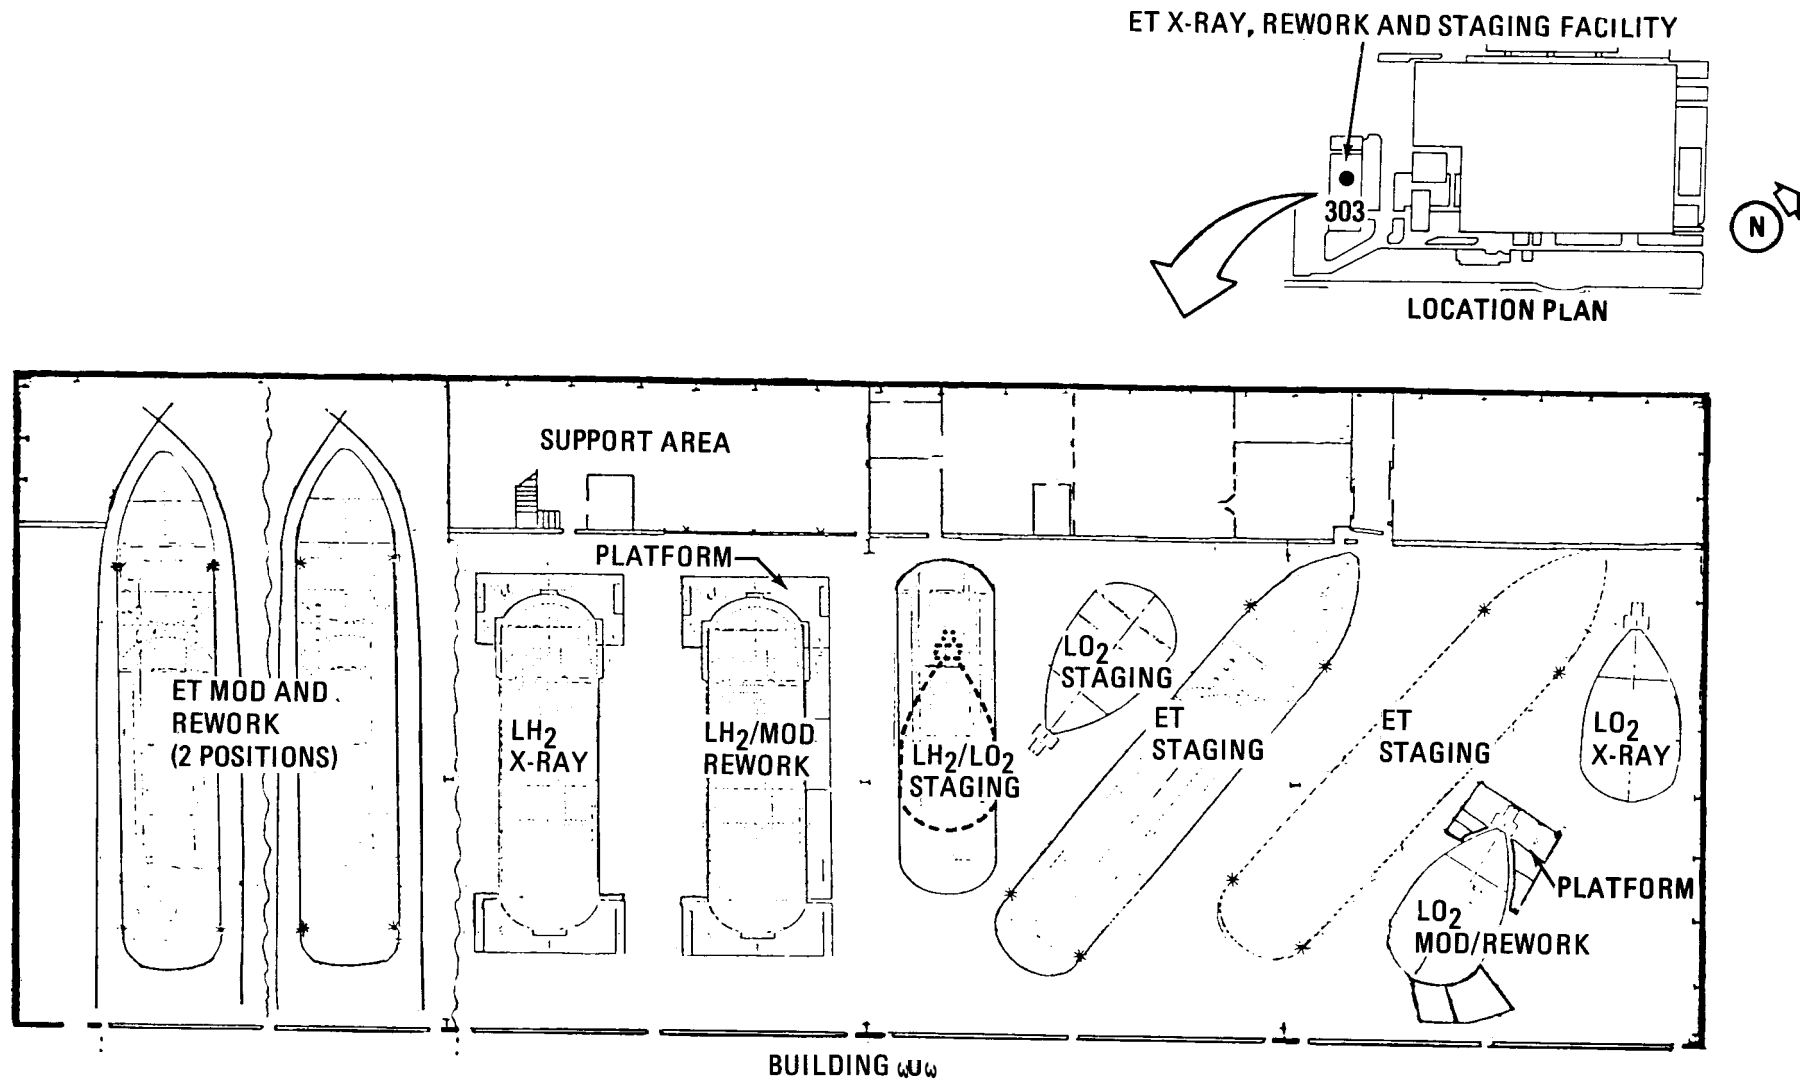 ET X-RAY, REWORK AND STAGING FACILITY
303
N
LOCATION PLAN
SUPPORT AREA
PLATFORM
ET MOD AND
REWORK
(2 POSITIONS)
LH2
X-RAY
LH2/MOD
REWORK
LH2/LO2
STAGING
LO2
STAGING
ET
STAGING
ET
STAGING
LO2
X-RAY
PLATFORM
LO2
MOD/REWORK
BUILDING